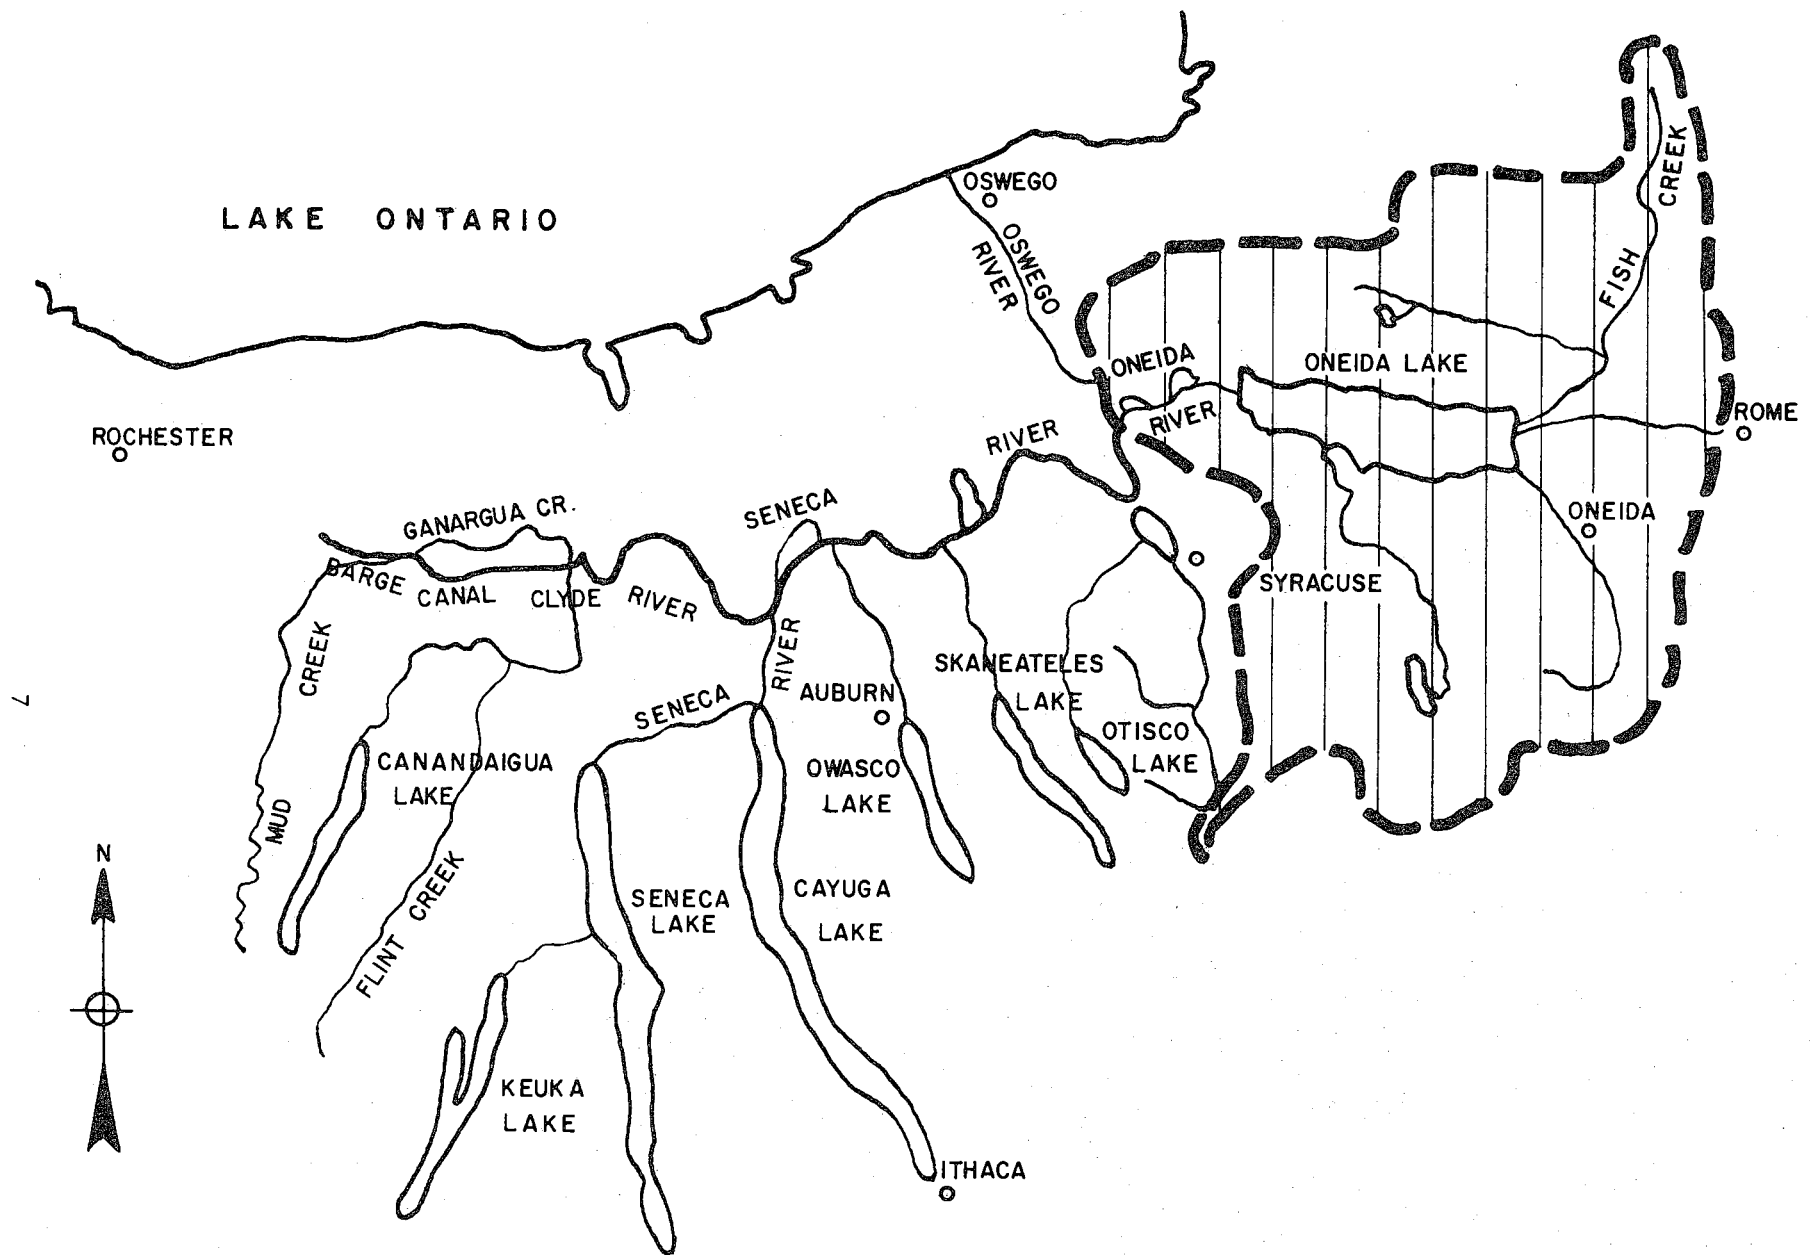 LAKE ONTARIO
OSWEGO
OSWEGO
RIVER
FISH
CREEK
ONEIDA
RIVER
ONEIDA LAKE
ROME
ROCHESTER
RIVER
SENECA
ONEIDA
GANARGUA CR.
BARGE
CANAL
CLYDE
RIVER
SYRACUSE
MUD
CREEK
RIVER
SENECA
AUBURN
SKANEATELES
LAKE
OTISCO
LAKE
CANANDAIGUA
LAKE
OWASCO
LAKE
7
N
FLINT CREEK
SENECA
LAKE
CAYUGA
LAKE
KEUKA
LAKE
ITHACA